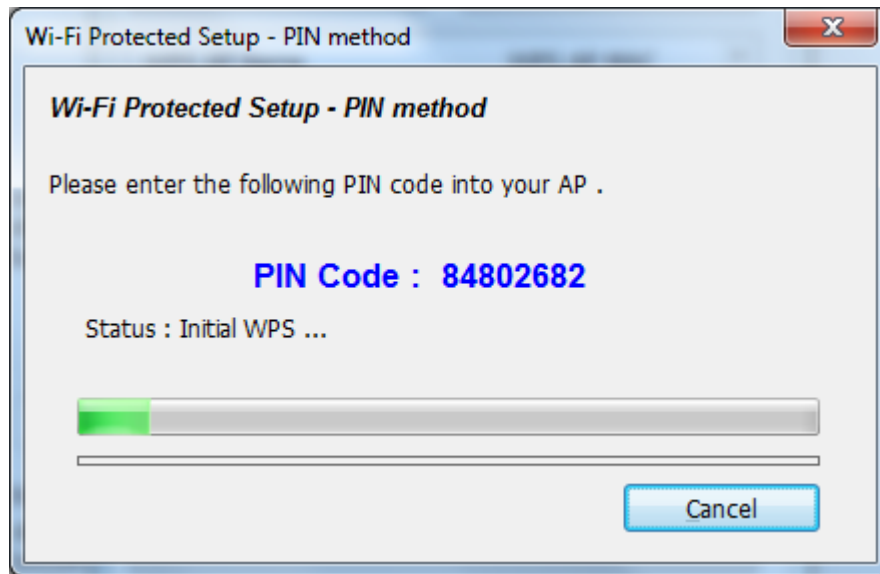 Wi-Fi Protected Setup - PIN method
Wi-Fi Protected Setup - PIN method
Please enter the following PIN code into your AP .
PIN Code : 84802682
Status : Initial WPS ...
Cancel